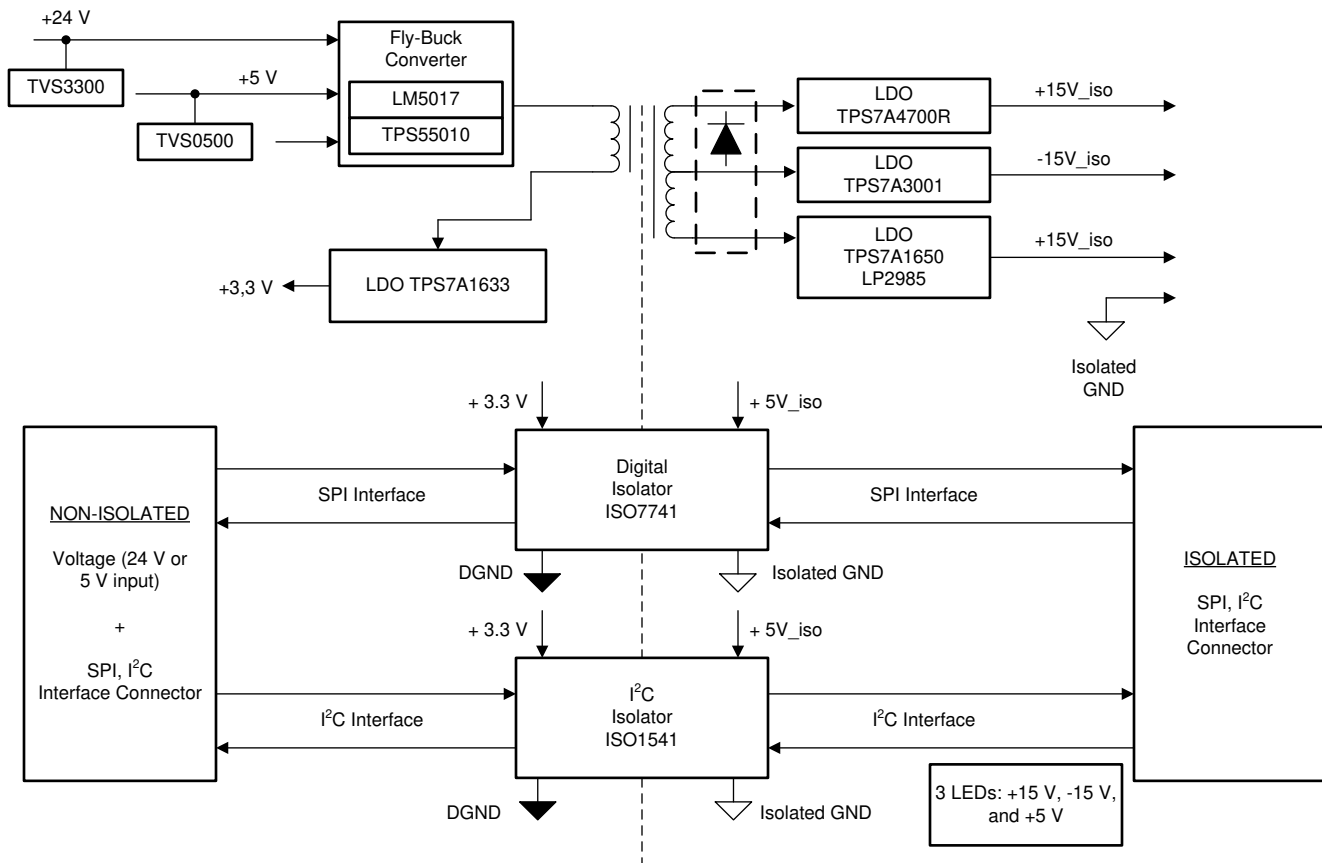 +24 V
TVS3300
+5 V
TVS0500
Fly-Buck
Converter
LM5017
TPS55010
LDO
TPS7A4700R
+15V_iso
LDO
TPS7A3001
-15V_iso
LDO
TPS7A1650
LP2985
+15V_iso
Isolated
GND
LDO TPS7A1633
+3,3 V
+ 3.3 V
+ 5V_iso
NON-ISOLATED
Voltage (24 V or
5 V input)
+
SPI, I²C
Interface Connector
SPI Interface
Digital
Isolator
ISO7741
SPI Interface
DGND
Isolated GND
+ 3.3 V
+ 5V_iso
I²C Interface
I²C
Isolator
ISO1541
I²C Interface
DGND
Isolated GND
ISOLATED
SPI, I²C
Interface
Connector
3 LEDs: +15 V, -15 V,
and +5 V